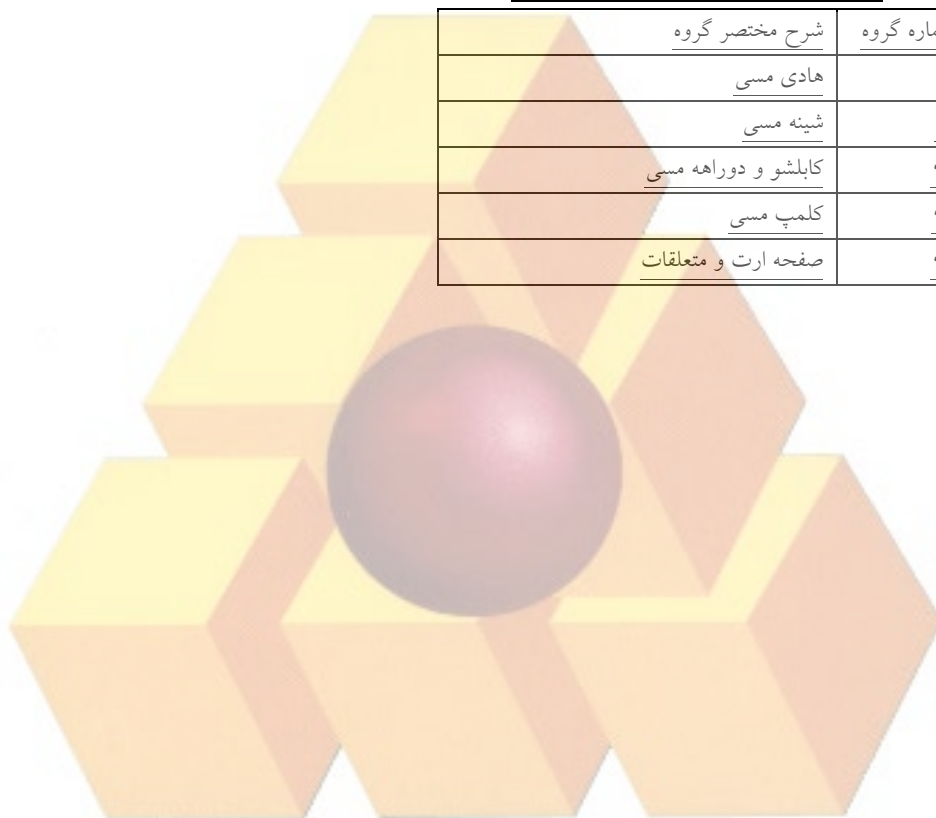 شرح مختصر گروه
هادی مسی
شینه مسی
کابلشو و دوراهه مسی
کلمپ مسی
صفحه ارت و متعلقات